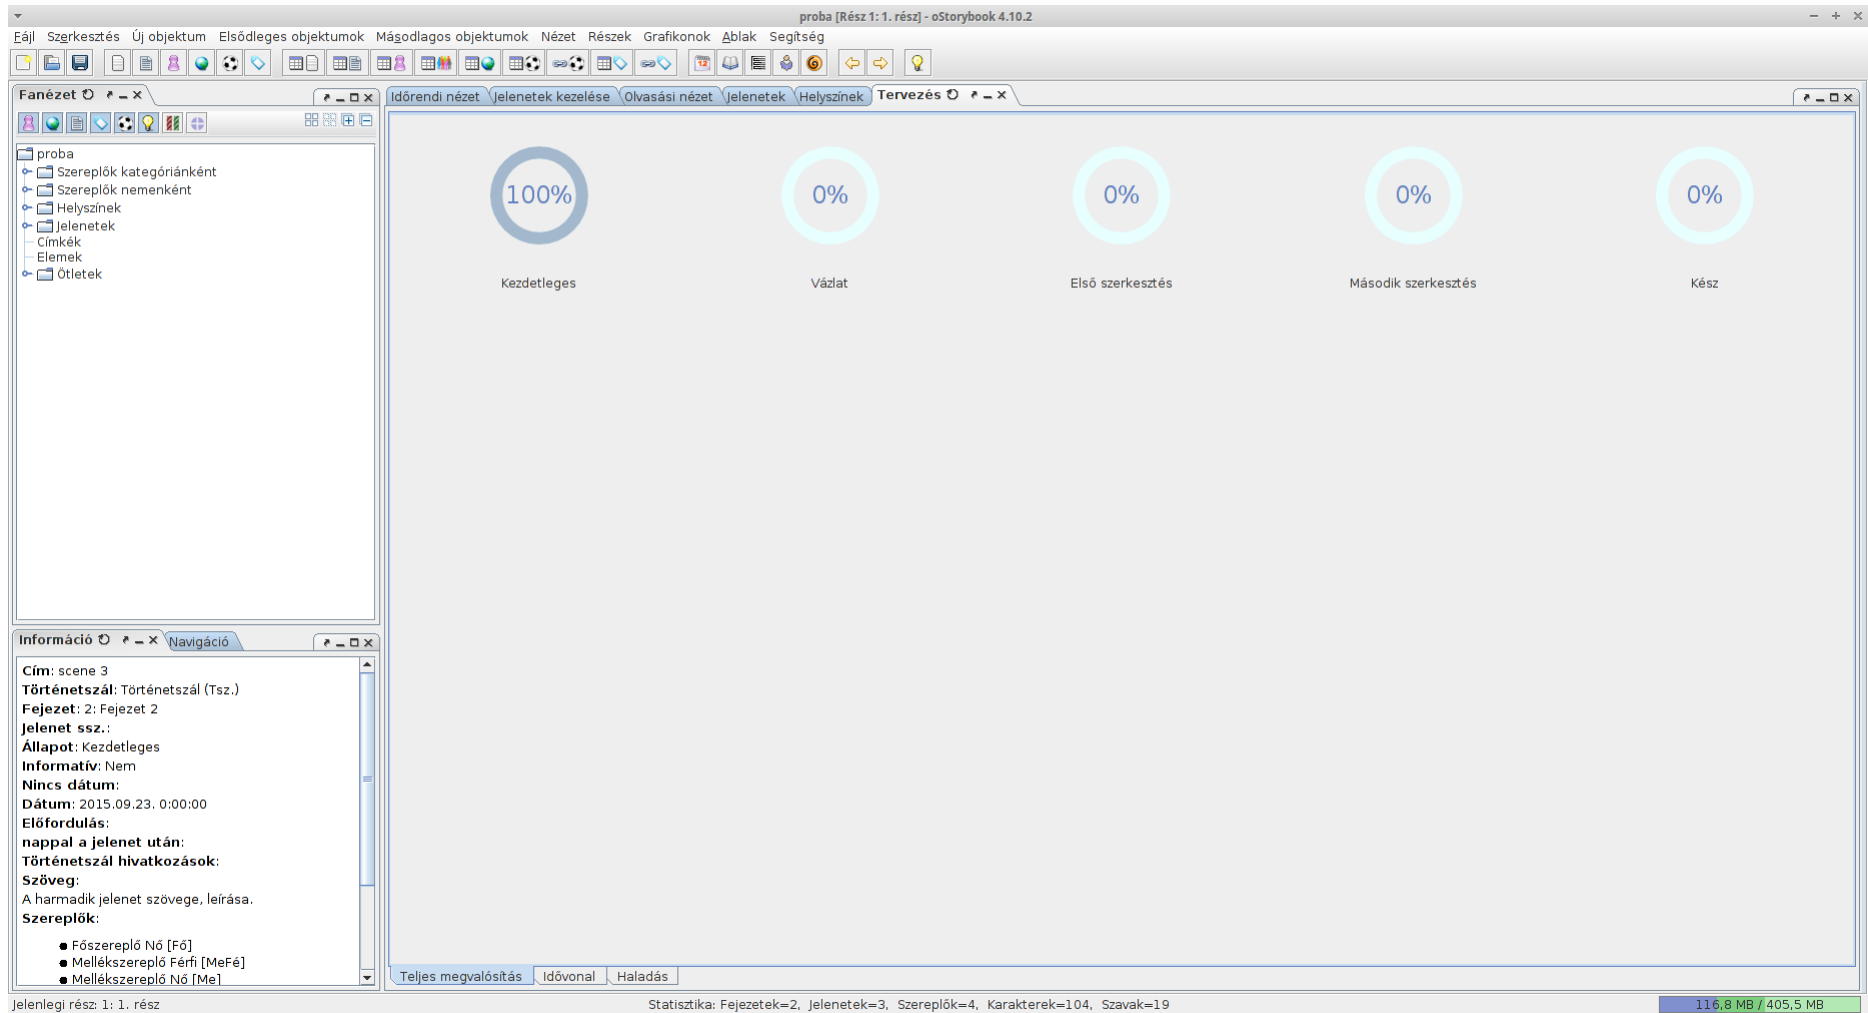 proba [Rész 1: 1. rész] - oStorybook 4.10.2
Fájl Szerkesztés Új objektum Elsődleges objektumok Másodlagos objektumok Nézet Részek Grafikonok Ablak Segítség
12
Fanézet
Időrendi nézet Jelenetek kezelése Olvasási nézet Jelenetek Helyszínek Tervezés
proba
Szereplők kategóriánként
Szereplők nemenként
Helyszínek
Jelenetek
Címkék
Elemek
Ötletek
100% 0% 0% 0% 0%
Kezdetleges Vázlat Első szerkesztés Második szerkesztés Kész
Információ Navigáció
Cím: scene 3
Történetszál: Történetszál (Tsz.)
Fejezet: 2: Fejezet 2
Jelenet ssz.:
Állapot: Kezdetleges
Informatív: Nem
Nincs dátum:
Dátum: 2015.09.23. 0:00:00
Előfordulás:
nappal a jelenet után:
Történetszál hivatkozások:
Szöveg:
A harmadik jelenet szövege, leírása.
Szereplők:
Főszereplő Nő [Fő]
Mellékszereplő Férfi [MeFé]
Mellékszereplő Nő [Me]
Teljes megvalósítás Idővonal Haladás
Jelenlegi rész: 1: 1. rész
Statisztika: Fejezetek=2, Jelenetek=3, Szereplők=4, Karakterek=104, Szavak=19
116,8 MB / 405,5 MB